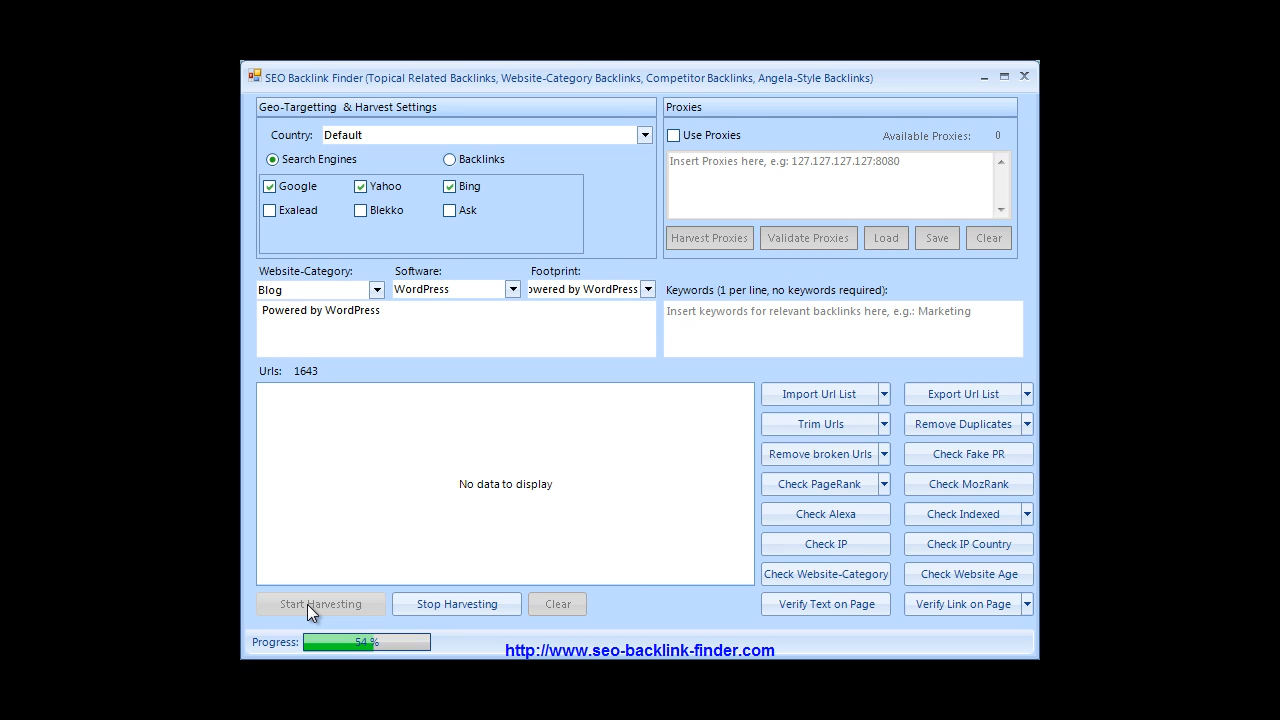 SEO Backlink Finder (Topical Related Backlinks, Website-Category Backlinks, Competitor Backlinks, Angela-Style Backlinks)
Geo-Targetting & Harvest Settings
Country: Default
Search Engines Backlinks
Google Yahoo Bing
Exalead Blekko Ask
Proxies
Use Proxies Available Proxies: 0
Insert Proxies here, e.g: 127.127.127.127:8080
Harvest Proxies Validate Proxies Load Save Clear
Website-Category: Software: Footprint:
Blog WordPress owered by WordPress
Powered by WordPress
Keywords (1 per line, no keywords required):
Insert keywords for relevant backlinks here, e.g.: Marketing
Urls: 1643
No data to display
Import Url List Export Url List
Trim Urls Remove Duplicates
Remove broken Urls Check Fake PR
Check PageRank Check MozRank
Check Alexa Check Indexed
Check IP Check IP Country
Check Website-Category Check Website Age
Verify Text on Page Verify Link on Page
Start Harvesting Stop Harvesting Clear
Progress: 54 %
http://www.seo-backlink-finder.com